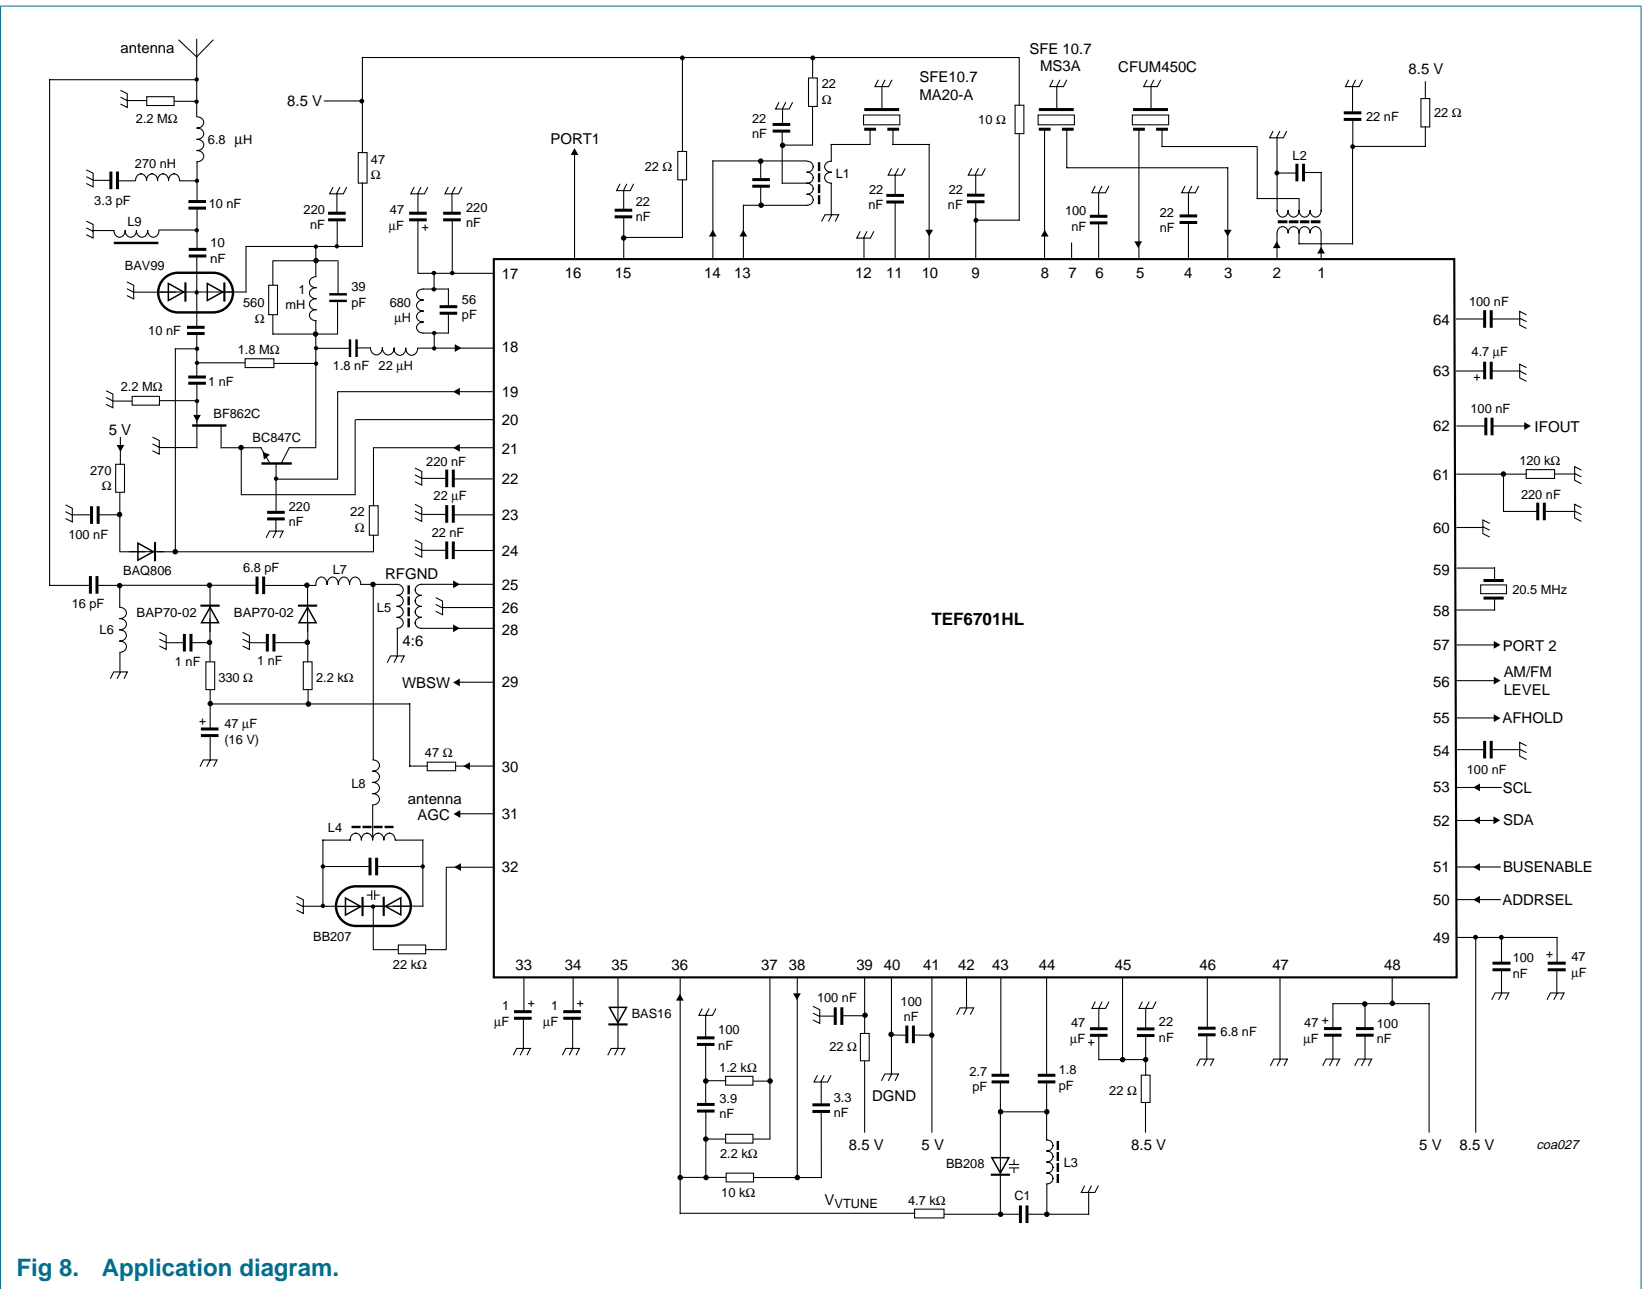 antenna
2.2 MΩ
6.8 μH
270 nH
3.3 pF
10 nF
L9
10
nF
BAV99
10 nF
8.5 V
47
Ω
220
nF
560
Ω
1
mH
39
pF
47
μF
+
220
nF
680
μH
56
pF
1.8 MΩ
1.8 nF
22 μH
1 nF
2.2 MΩ
BF862C
BC847C
5 V
270
Ω
100 nF
BAQ806
220
nF
22
Ω
220 nF
22 μF
22 nF
PORT1
22 Ω
22
nF
22
Ω
22
nF
L1
SFE10.7
MA20-A
22
nF
10 Ω
22
nF
SFE 10.7
MS3A
100
nF
CFUM450C
22
nF
L2
22 nF
8.5 V
22 Ω
16 15 14 13 12 11 10 9 8 7 6 5 4 3 2 1
17
18
19
20
21
22
23
24
25
26
28
29
30
31
32
TEF6701HL
64
63
62
61
60
59
58
57
56
55
54
53
52
51
50
49
100 nF
4.7 μF
+
100 nF
IFOUT
120 kΩ
220 nF
20.5 MHz
PORT 2
AM/FM
LEVEL
AFHOLD
100 nF
SCL
SDA
BUSENABLE
ADDRSEL
100
nF
+
47
μF
16 pF
L6
BAP70-02
6.8 pF
BAP70-02
L7
RFGND
L5
4:6
1 nF
1 nF
330 Ω
2.2 kΩ
+
47 μF
(16 V)
WBSW
47 Ω
L8
antenna
AGC
L4
BB207
22 kΩ
33 34 35 36 37 38 39 40 41 42 43 44 45 46 47 48
1
μF
+
1
μF
+
BAS16
100
nF
1.2 kΩ
3.9
nF
2.2 kΩ
10 kΩ
3.3
nF
100 nF
22 Ω
8.5 V
100
nF
DGND
5 V
2.7
pF
1.8
pF
BB208
L3
VVTUNE
4.7 kΩ
C1
47
μF
+
22
nF
22 Ω
8.5 V
6.8 nF
47
μF
+
100
nF
5 V
8.5 V
coa027
Fig 8. Application diagram.